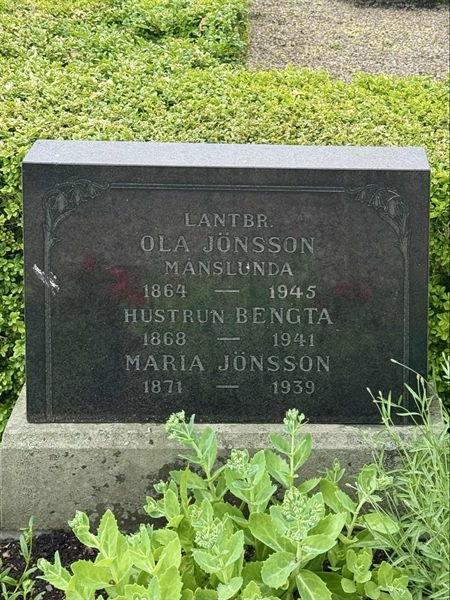 LANTBR.
OLA JÖNSSON
MÅNSLUNDA
1864 — 1945
HUSTRUN BENGTA
1868 — 1941
MARIA JÖNSSON
1871 — 1939